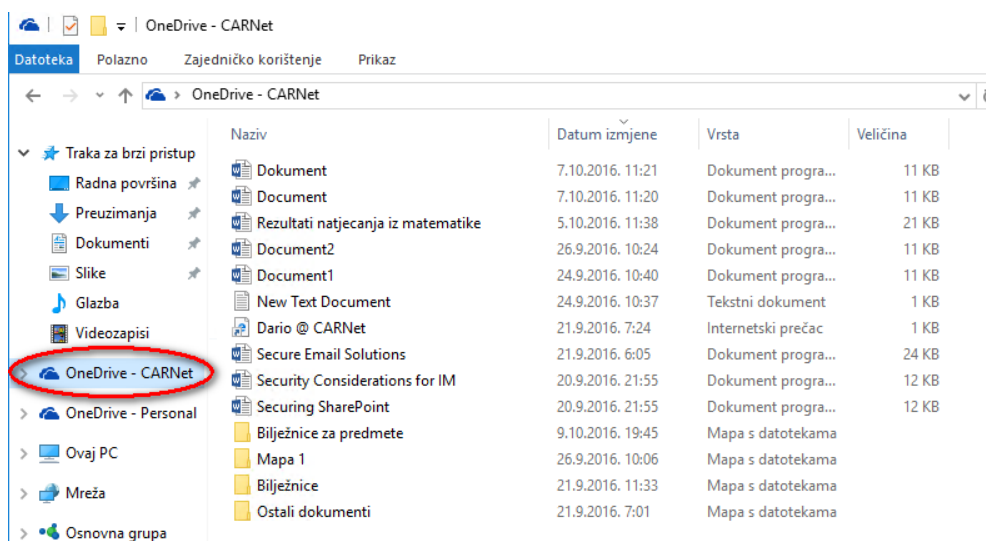 OneDrive - CARNet
Datoteka Polazno Zajedničko korištenje Prikaz
OneDrive - CARNet
Traka za brzi pristup
Radna površina
Preuzimanja
Dokumenti
Slike
Glazba
Videozapisi
OneDrive - CARNet
OneDrive - Personal
Ovaj PC
Mreža
Osnovna grupa
Naziv Datum izmjene Vrsta Veličina
Dokument 7.10.2016. 11:21 Dokument progra... 11 KB
Document 7.10.2016. 11:20 Dokument progra... 11 KB
Rezultati natjecanja iz matematike 5.10.2016. 11:38 Dokument progra... 21 KB
Document2 26.9.2016. 10:24 Dokument progra... 11 KB
Document1 24.9.2016. 10:40 Dokument progra... 11 KB
New Text Document 24.9.2016. 10:37 Tekstni dokument 1 KB
Dario @ CARNet 21.9.2016. 7:24 Internetski prečac 1 KB
Secure Email Solutions 21.9.2016. 6:05 Dokument progra... 24 KB
Security Considerations for IM 20.9.2016. 21:55 Dokument progra... 12 KB
Securing SharePoint 20.9.2016. 21:55 Dokument progra... 12 KB
Bilježnice za predmete 9.10.2016. 19:45 Mapa s datotekama
Mapa 1 26.9.2016. 10:06 Mapa s datotekama
Bilježnice 21.9.2016. 11:33 Mapa s datotekama
Ostali dokumenti 21.9.2016. 7:01 Mapa s datotekama